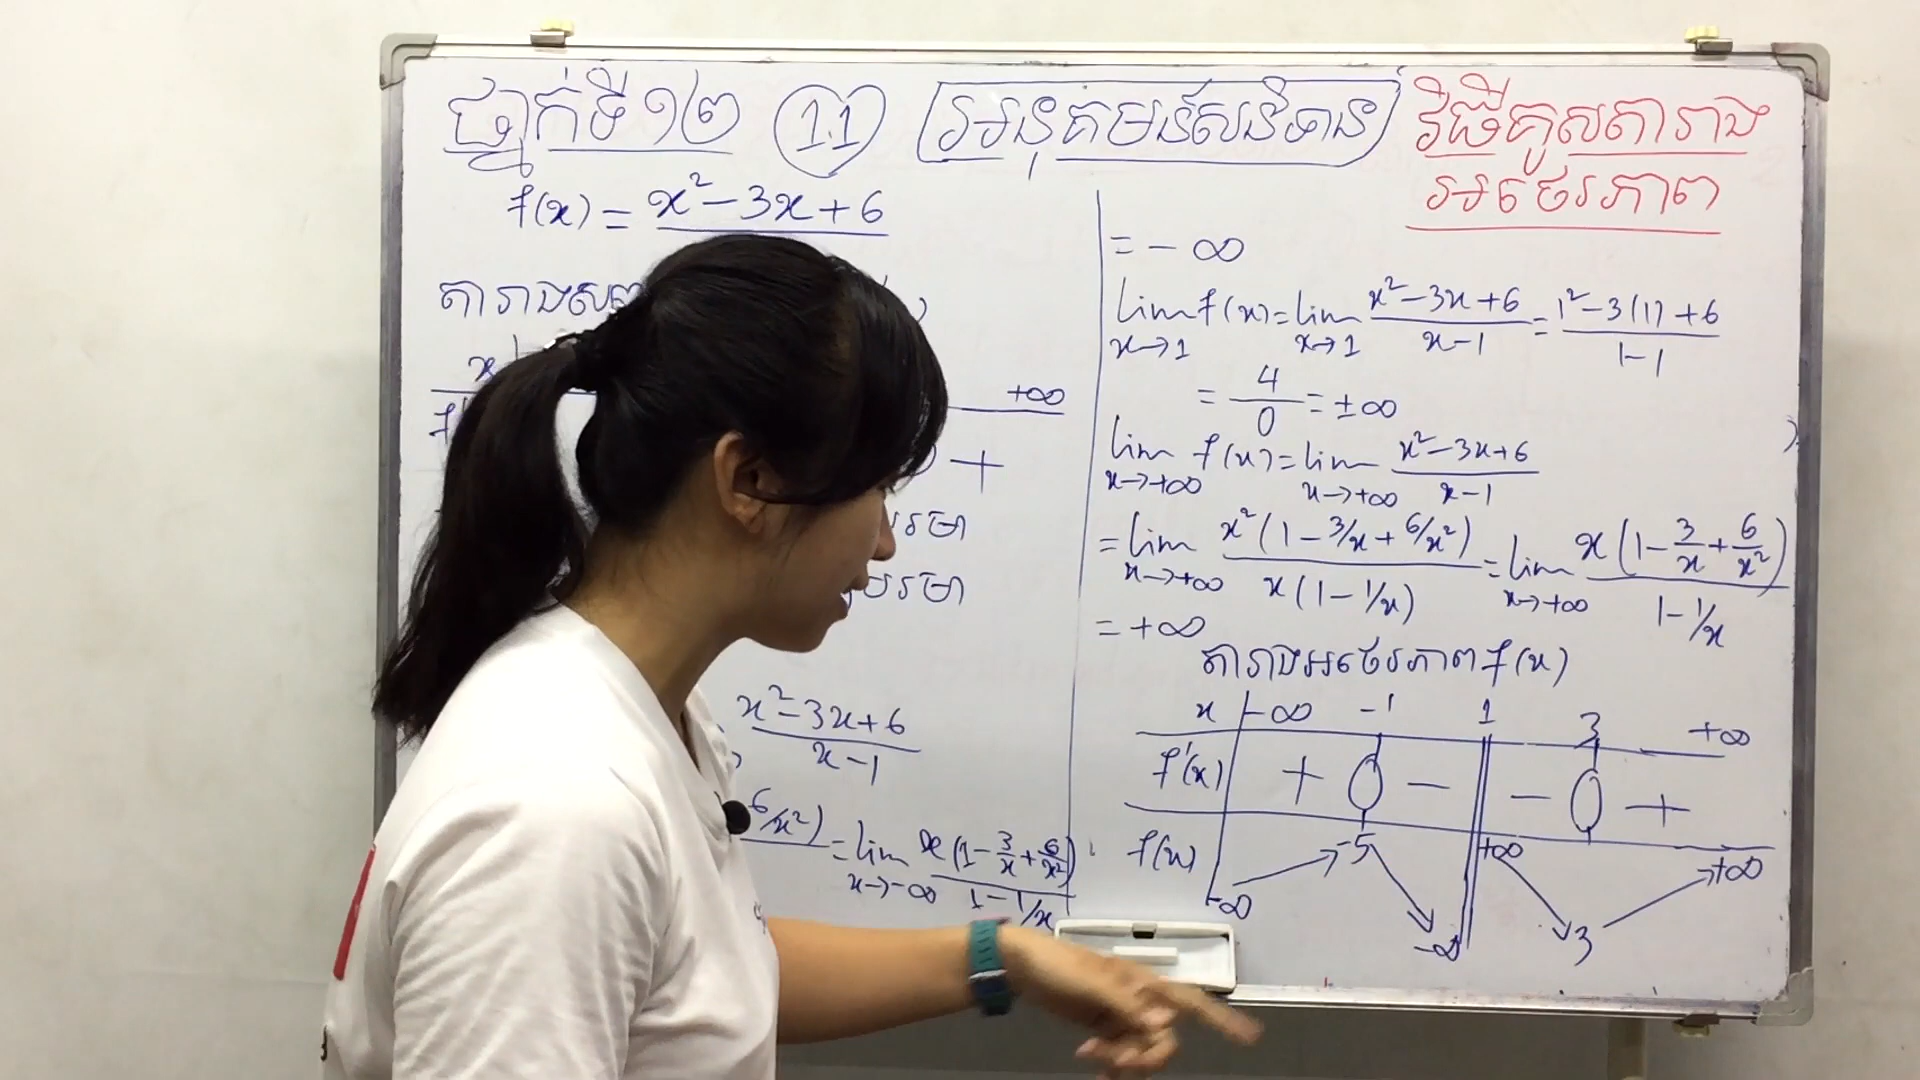 ថ្នាក់ទី១២ 1.1 អនុគមន៍សនិទាន វិធីគូសតារាង
អថេរភាព
f(x) = x² − 3x + 6
+∞
+
x² − 3x + 6 / x − 1
6/x²) = lim x→−∞ x(1 − 3/x + 6/x²) / 1 − 1/x
= − ∞
lim x→1 f(x) = lim x→1 x² − 3x + 6 / x − 1 = 1² − 3(1) + 6 / 1 − 1
= 4/0 = ±∞
lim x→+∞ f(x) = lim x→+∞ x² − 3x + 6 / x − 1
= lim x→+∞ x²(1 − 3/x + 6/x²) / x(1 − 1/x) = lim x→+∞ x(1 − 3/x + 6/x²) / 1 − 1/x
= +∞
តារាងអថេរភាព f(x)
x −∞ −1 1 3 +∞
f'(x) + 0 − − 0 +
f(x) −∞ −5 −∞ +∞ 3 +∞